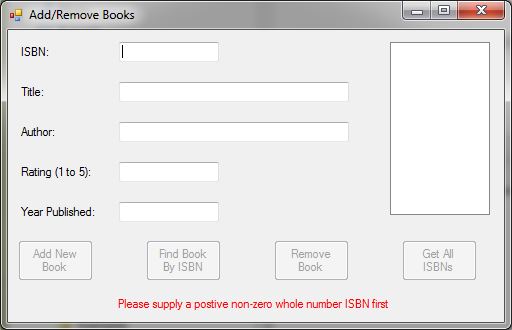 Add/Remove Books
ISBN:
Title:
Author:
Rating (1 to 5):
Year Published:
Add New
Book
Find Book
By ISBN
Remove
Book
Get All
ISBNs
Please supply a postive non-zero whole number ISBN first